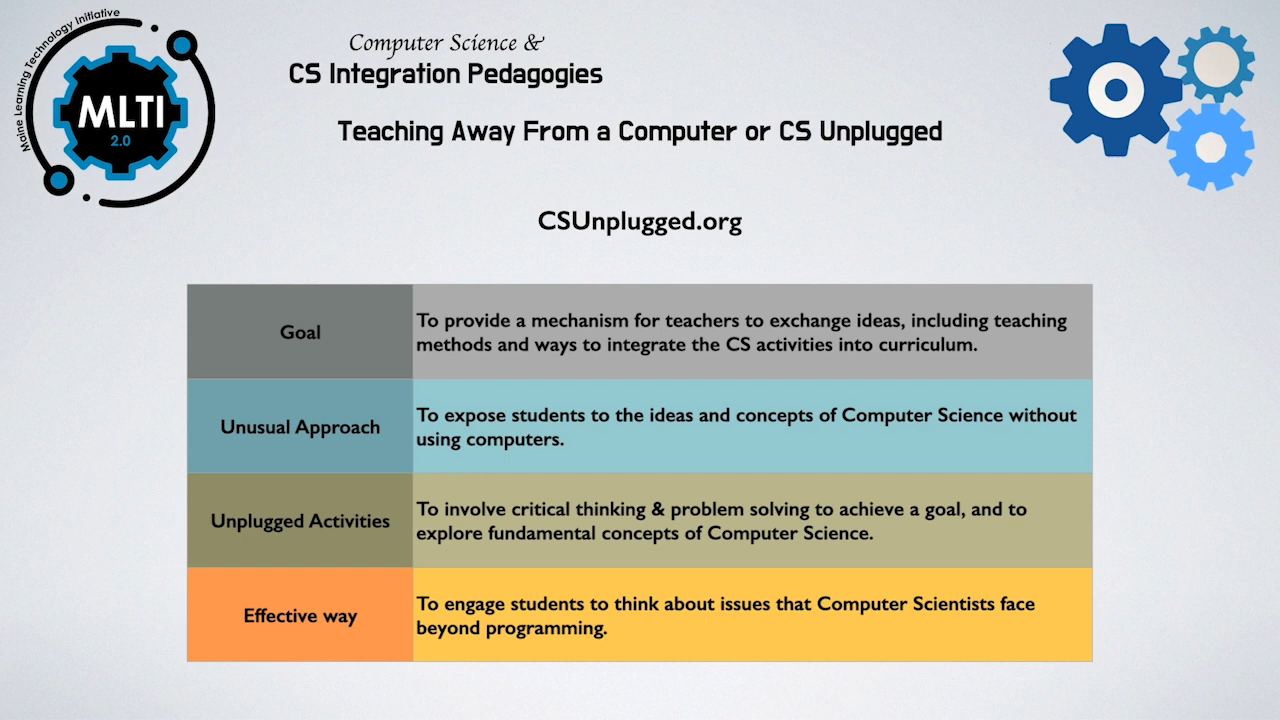 Maine Learning Technology Initiative
MLTI
2.0
Computer Science &
CS Integration Pedagogies
Teaching Away From a Computer or CS Unplugged
CSUnplugged.org
Goal
To provide a mechanism for teachers to exchange ideas, including teaching
methods and ways to integrate the CS activities into curriculum.
Unusual Approach
To expose students to the ideas and concepts of Computer Science without
using computers.
Unplugged Activities
To involve critical thinking & problem solving to achieve a goal, and to
explore fundamental concepts of Computer Science.
Effective way
To engage students to think about issues that Computer Scientists face
beyond programming.